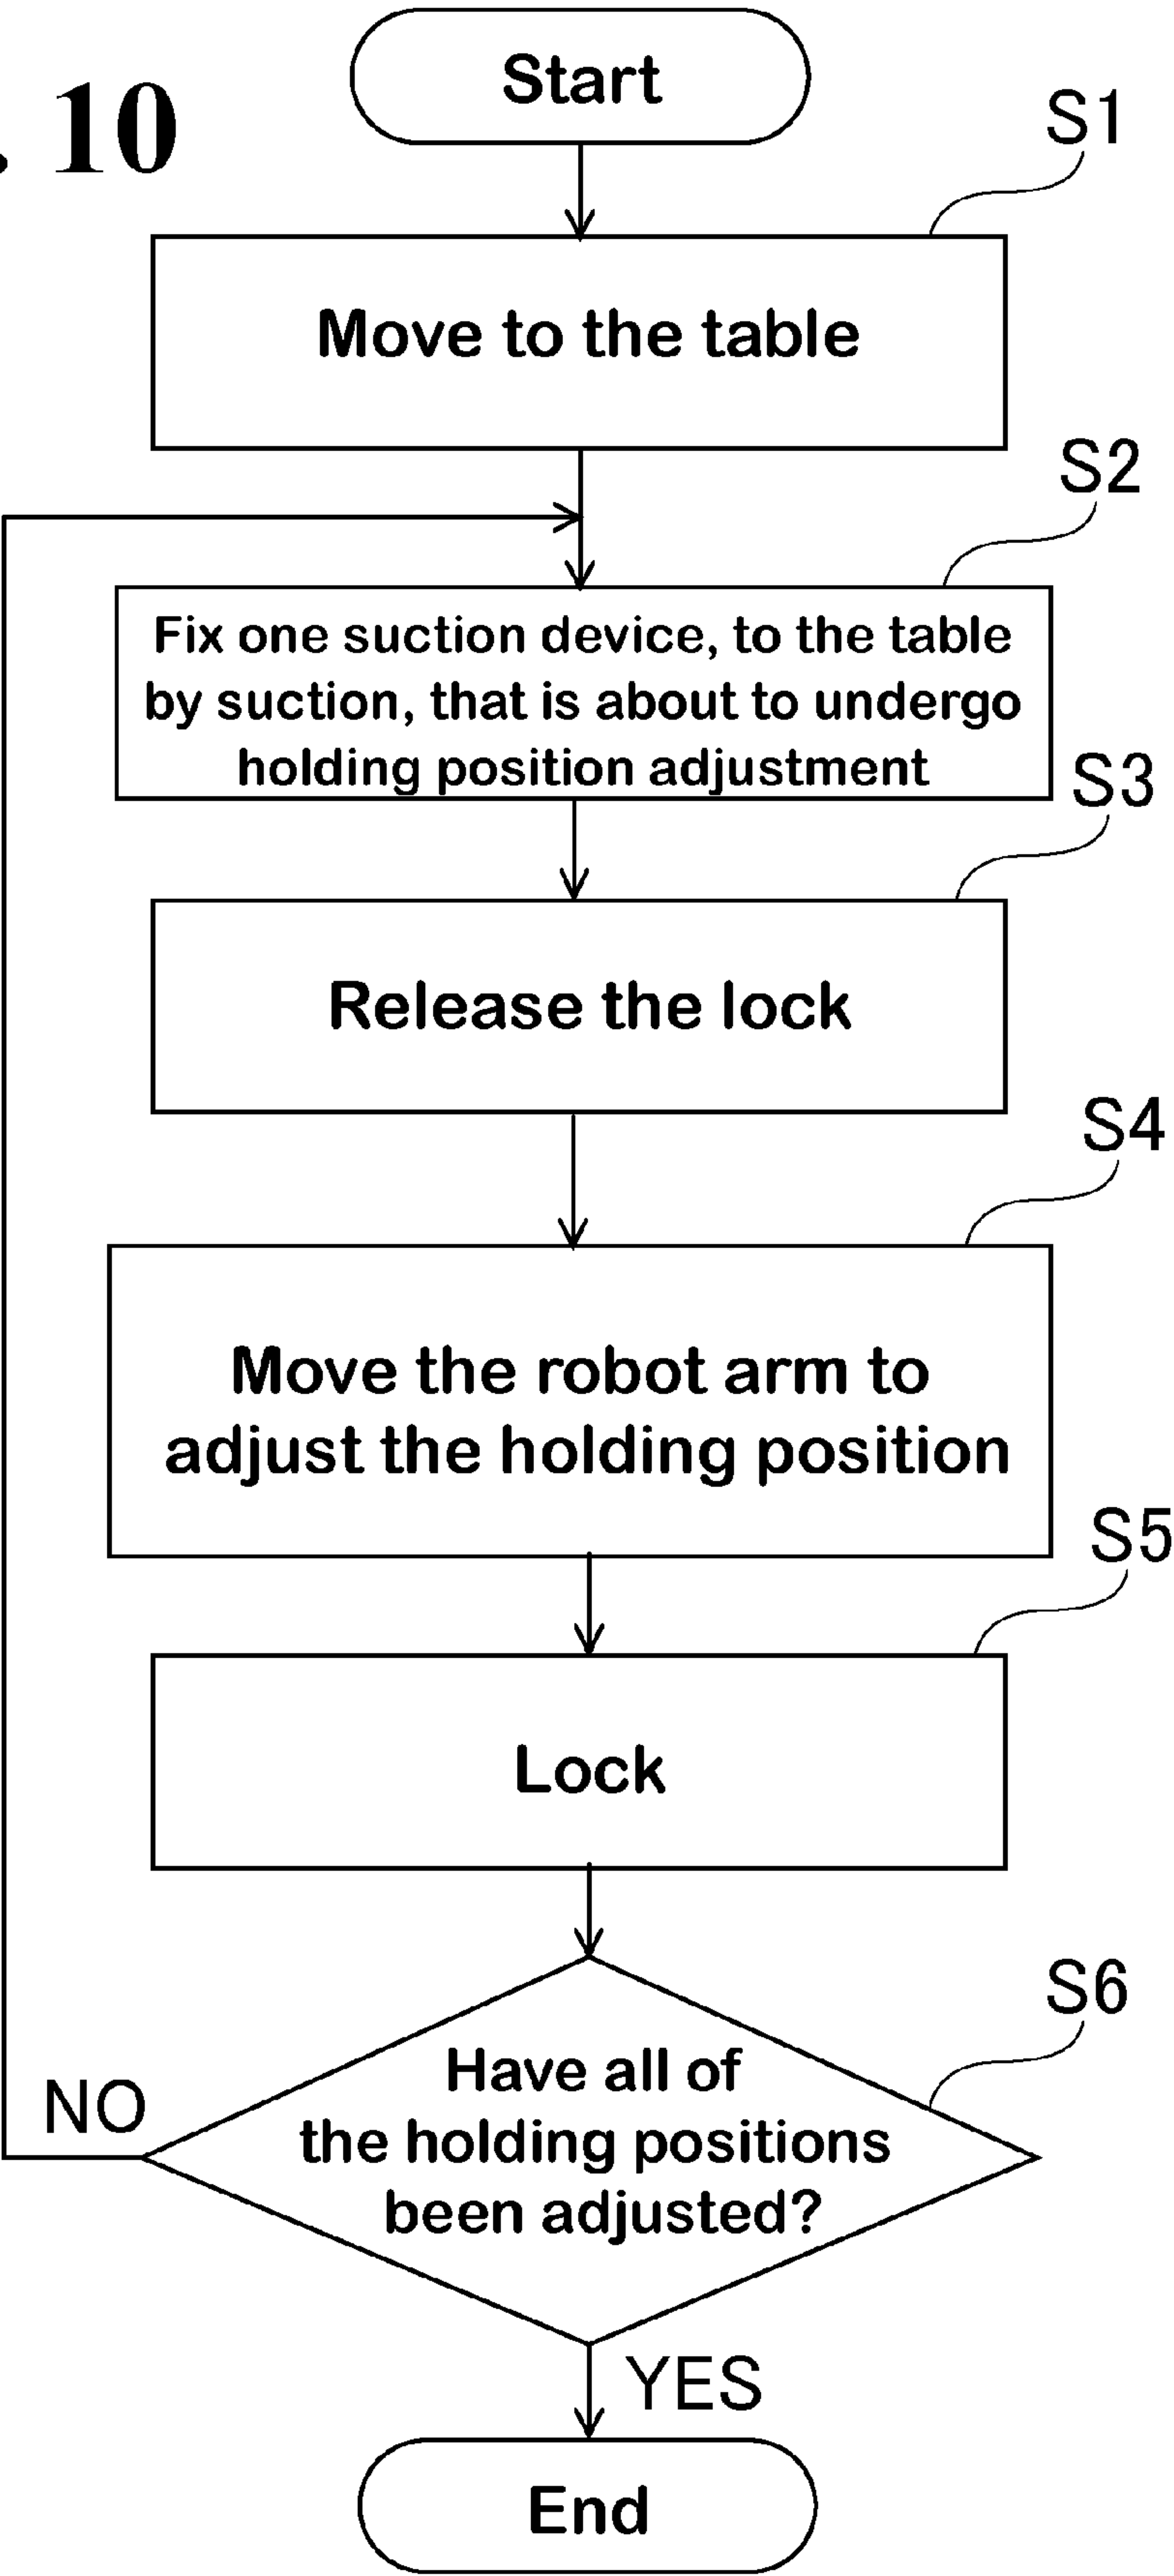 . 10
Start
S1
Move to the table
S2
Fix one suction device, to the table
by suction, that is about to undergo
holding position adjustment
S3
Release the lock
S4
Move the robot arm to
adjust the holding position
S5
Lock
S6
Have all of
the holding positions
been adjusted?
NO
YES
End